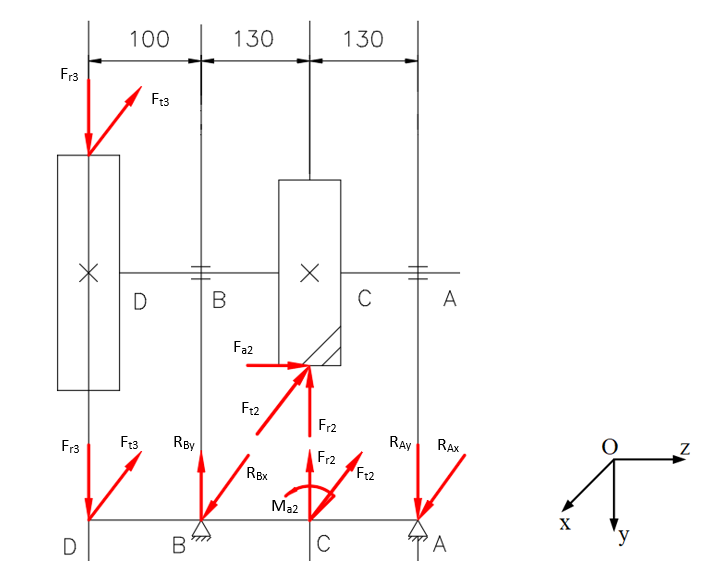 100 130 130
Fr3
Ft3
D B C A
Fa2
Ft2
Fr2
Fr3 Ft3 RBy RBx Fr2 Ft2 RAy RAx
Ma2
D B C A
O z
x y